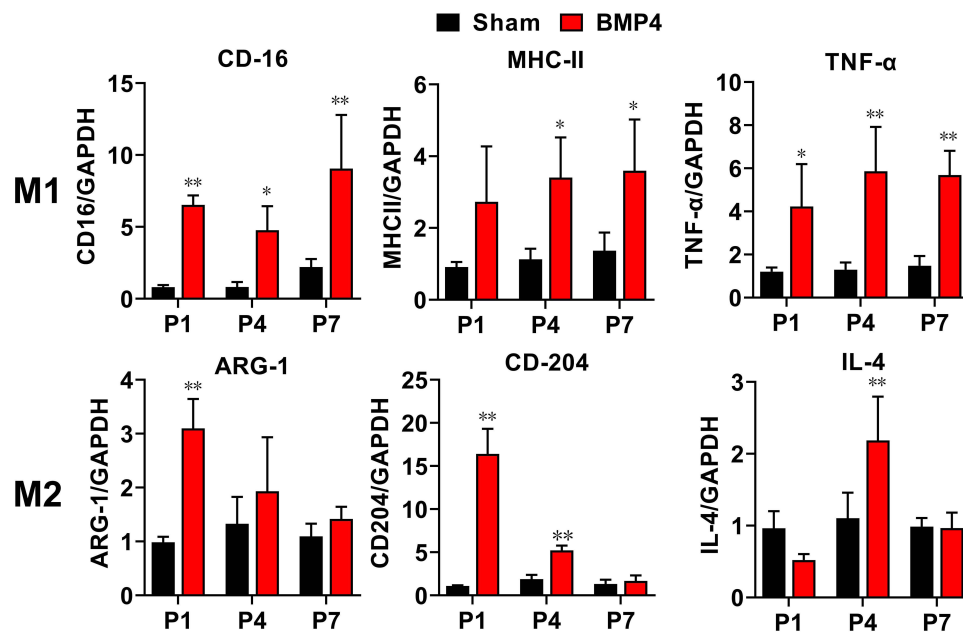 Sham BMP4
CD-16 MHC-II TNF-α
M1
CD16/GAPDH
15
10
5
0
** * **
P1 P4 P7
MHCII/GAPDH
6
4
2
0
* *
P1 P4 P7
TNF-α/GAPDH
10
8
6
4
2
0
* ** **
P1 P4 P7
M2
ARG-1
ARG-1/GAPDH
4
3
2
1
0
**
P1 P4 P7
CD-204
CD204/GAPDH
25
20
15
10
5
0
** **
P1 P4 P7
IL-4
IL-4/GAPDH
3
2
1
0
**
P1 P4 P7